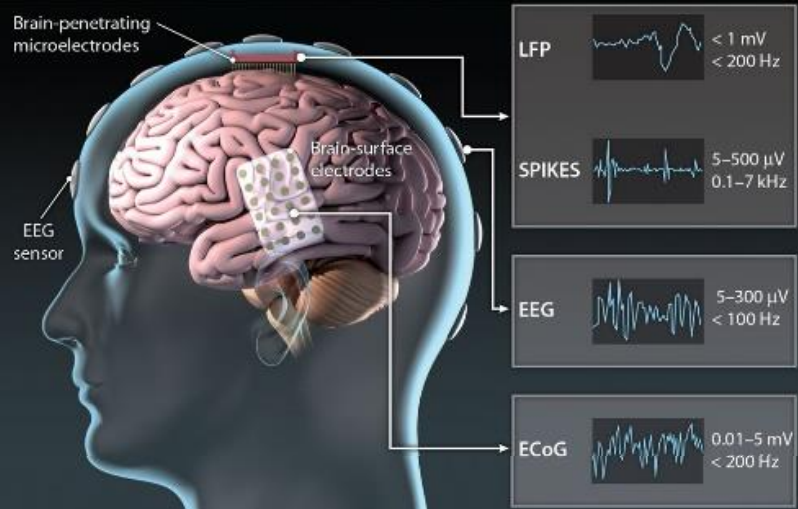 Brain-penetrating
microelectrodes
Brain-surface
electrodes
EEG
sensor
LFP
< 1 mV
< 200 Hz
SPIKES
5–500 μV
0.1–7 kHz
EEG
5–300 μV
< 100 Hz
ECoG
0.01–5 mV
< 200 Hz